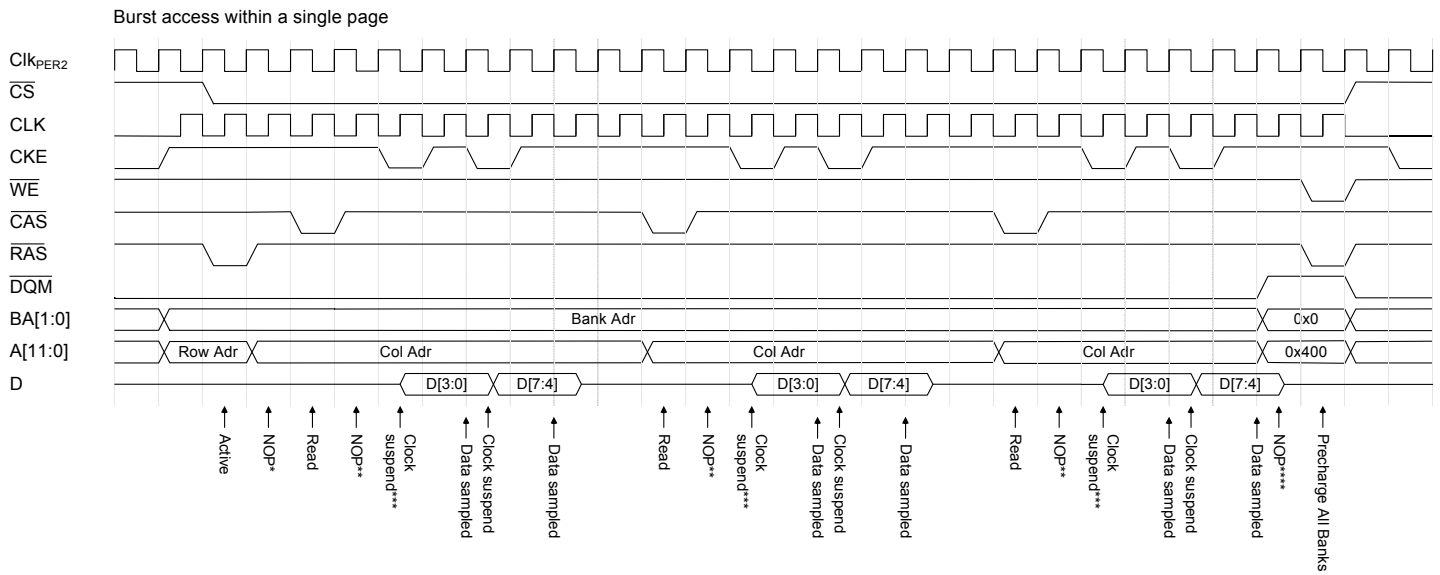 Burst access within a single page
ClkPER2
CS
CLK
CKE
WE
CAS
RAS
DQM
BA[1:0] Bank Adr 0x0
A[11:0] Row Adr Col Adr Col Adr Col Adr 0x400
D D[3:0] D[7:4] D[3:0] D[7:4] D[3:0] D[7:4]
Active
NOP*
Read
NOP**
Clock
suspend***
Data sampled
Clock suspend
Data sampled
Read
NOP**
Clock
suspend***
Data sampled
Clock suspend
Data sampled
Read
NOP**
Clock
suspend***
Data sampled
Clock suspend
Data sampled
NOP****
Precharge All Banks